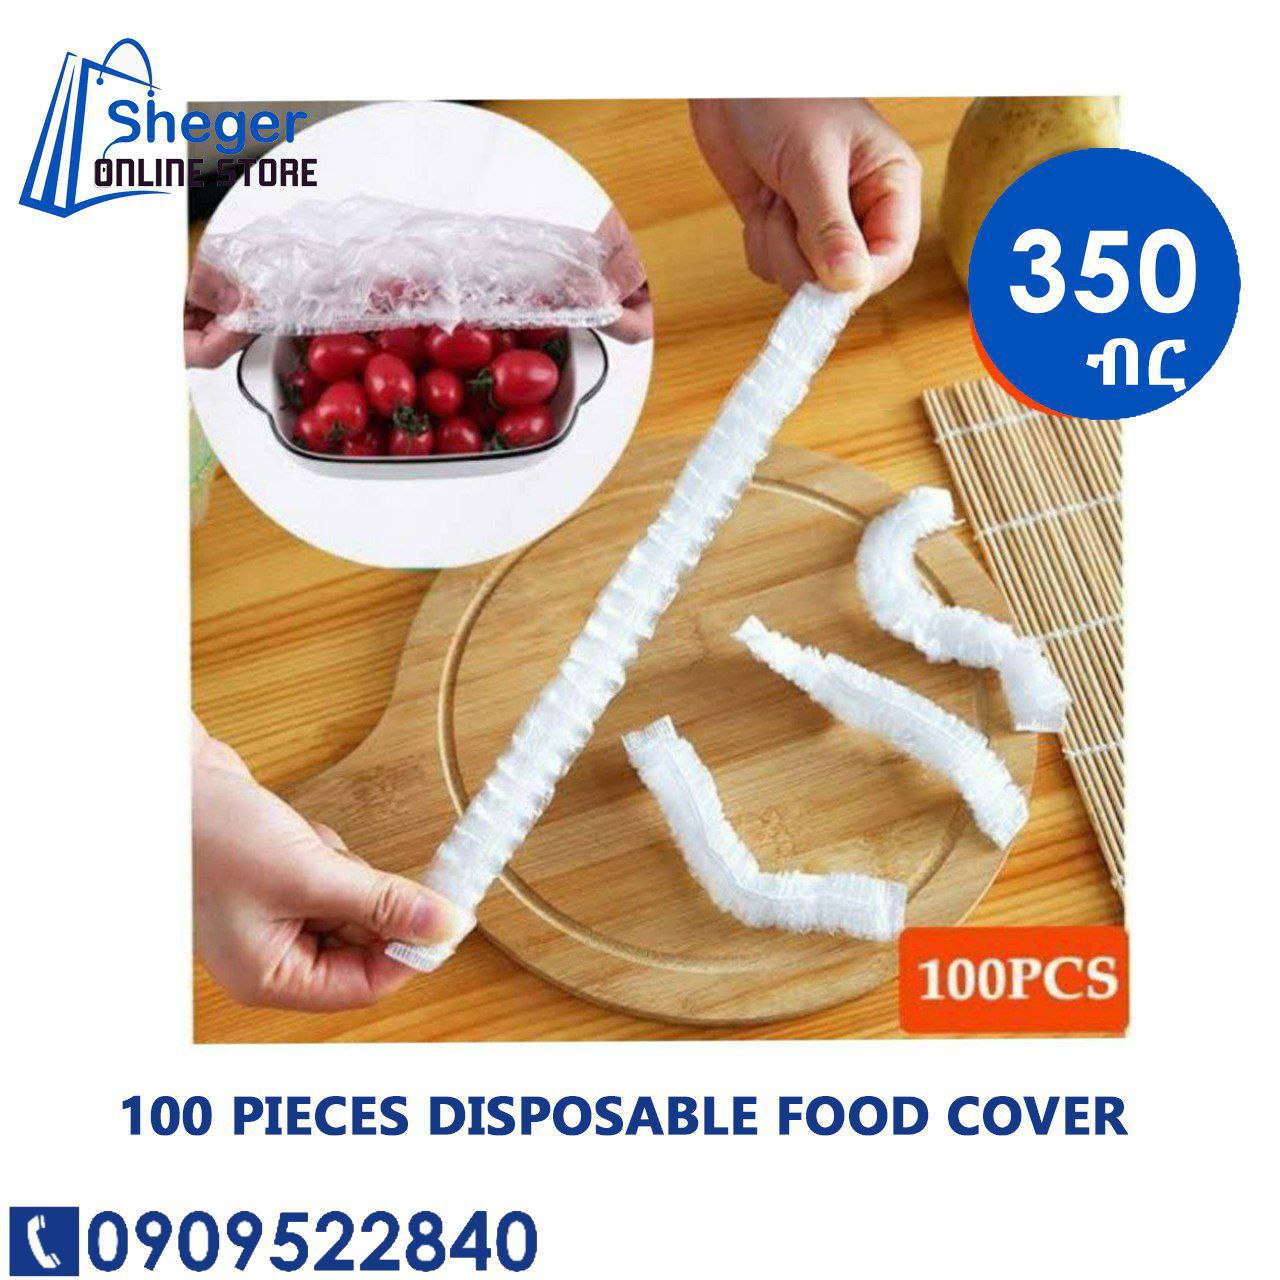 Sheger
ONLINE STORE
350
ብር
100PCS
100 PIECES DISPOSABLE FOOD COVER
0909522840